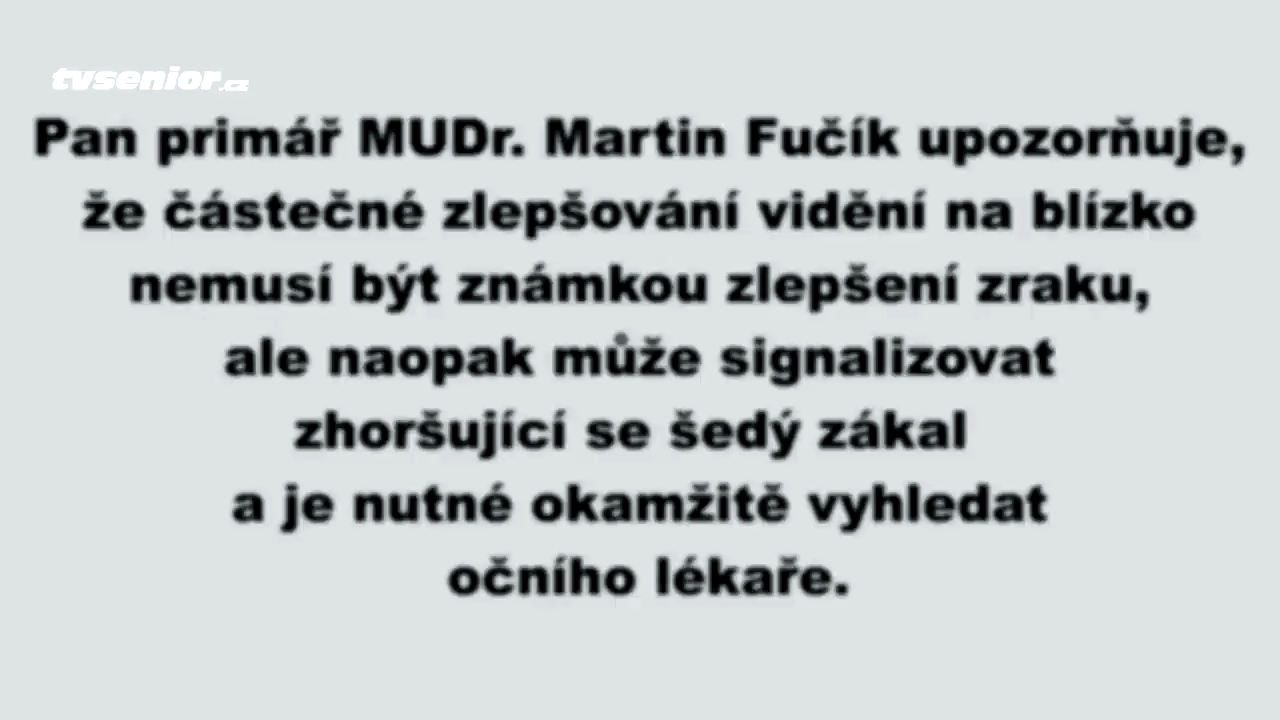 tvsenior.cz
Pan primář MUDr. Martin Fučík upozorňuje,
že částečné zlepšování vidění na blízko
nemusí být známkou zlepšení zraku,
ale naopak může signalizovat
zhoršující se šedý zákal
a je nutné okamžitě vyhledat
očního lékaře.